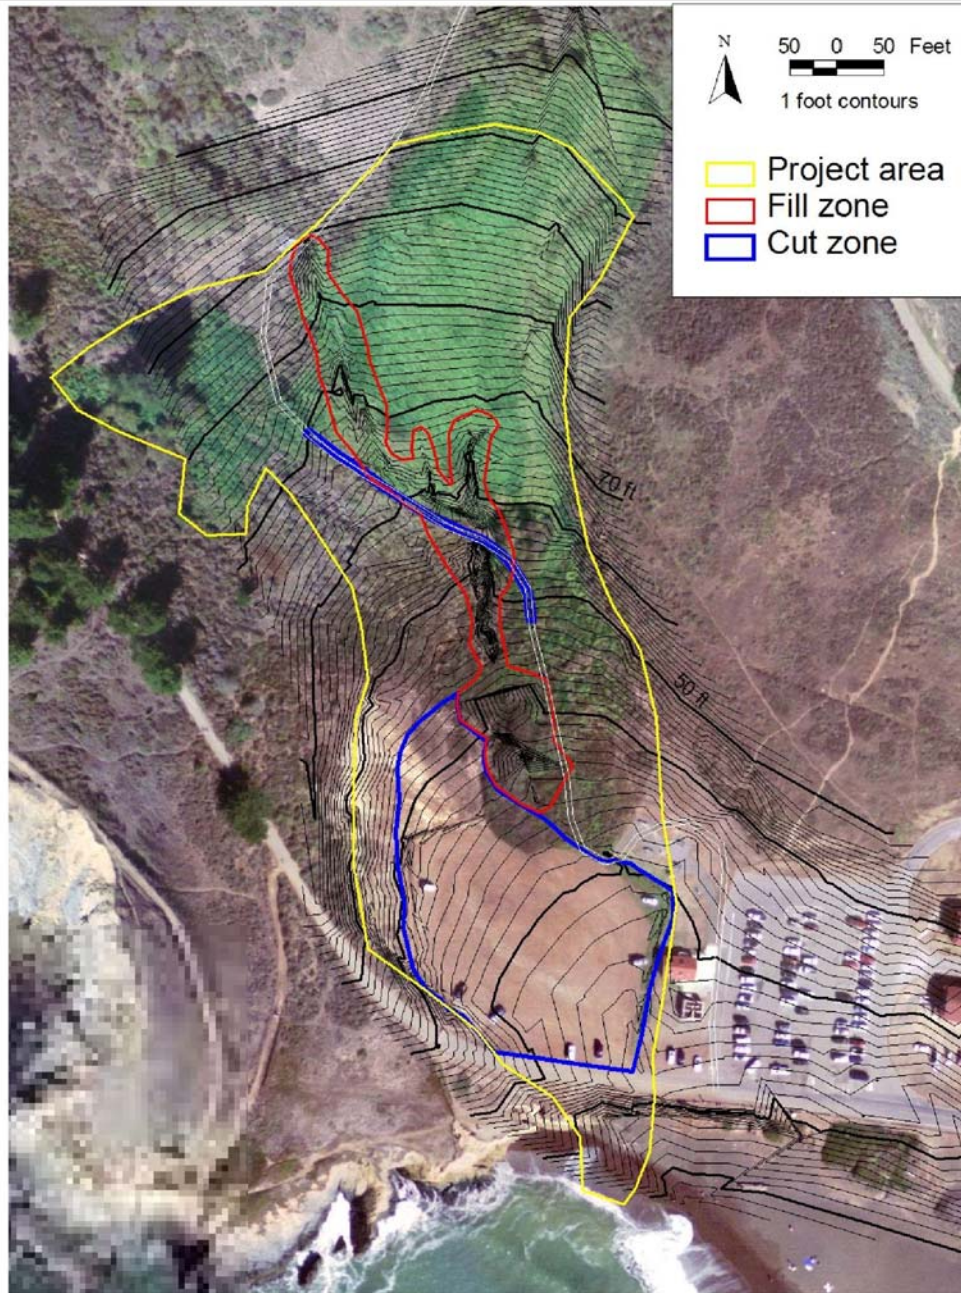 N
50 0 50 Feet
1 foot contours
Project area
Fill zone
Cut zone
70 ft
50 ft